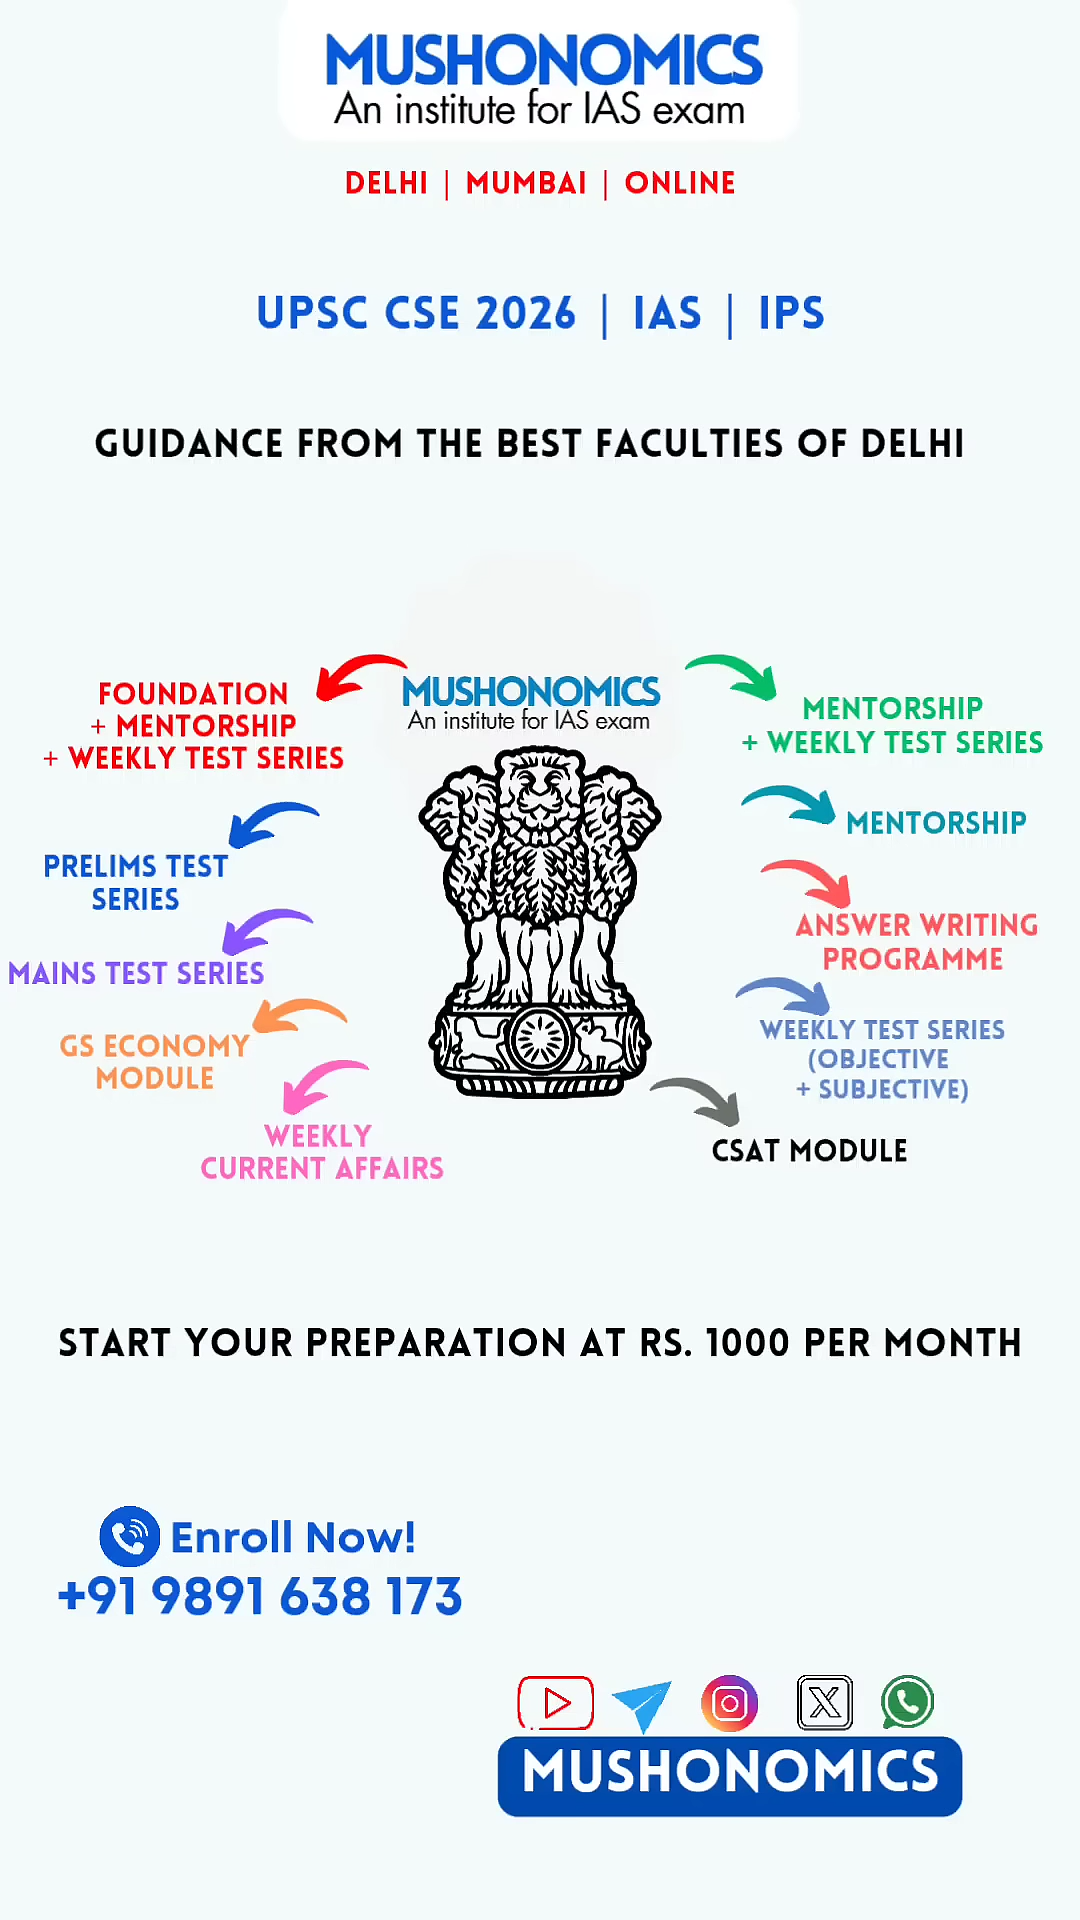 MUSHONOMICS
An institute for IAS exam
DELHI | MUMBAI | ONLINE
UPSC CSE 2026 | IAS | IPS
GUIDANCE FROM THE BEST FACULTIES OF DELHI
MUSHONOMICS
An institute for IAS exam
FOUNDATION
+ MENTORSHIP
+ WEEKLY TEST SERIES
PRELIMS TEST
SERIES
MAINS TEST SERIES
GS ECONOMY
MODULE
WEEKLY
CURRENT AFFAIRS
MENTORSHIP
+ WEEKLY TEST SERIES
MENTORSHIP
ANSWER WRITING
PROGRAMME
WEEKLY TEST SERIES
(OBJECTIVE
+ SUBJECTIVE)
CSAT MODULE
START YOUR PREPARATION AT RS. 1000 PER MONTH
Enroll Now!
+91 9891 638 173
MUSHONOMICS